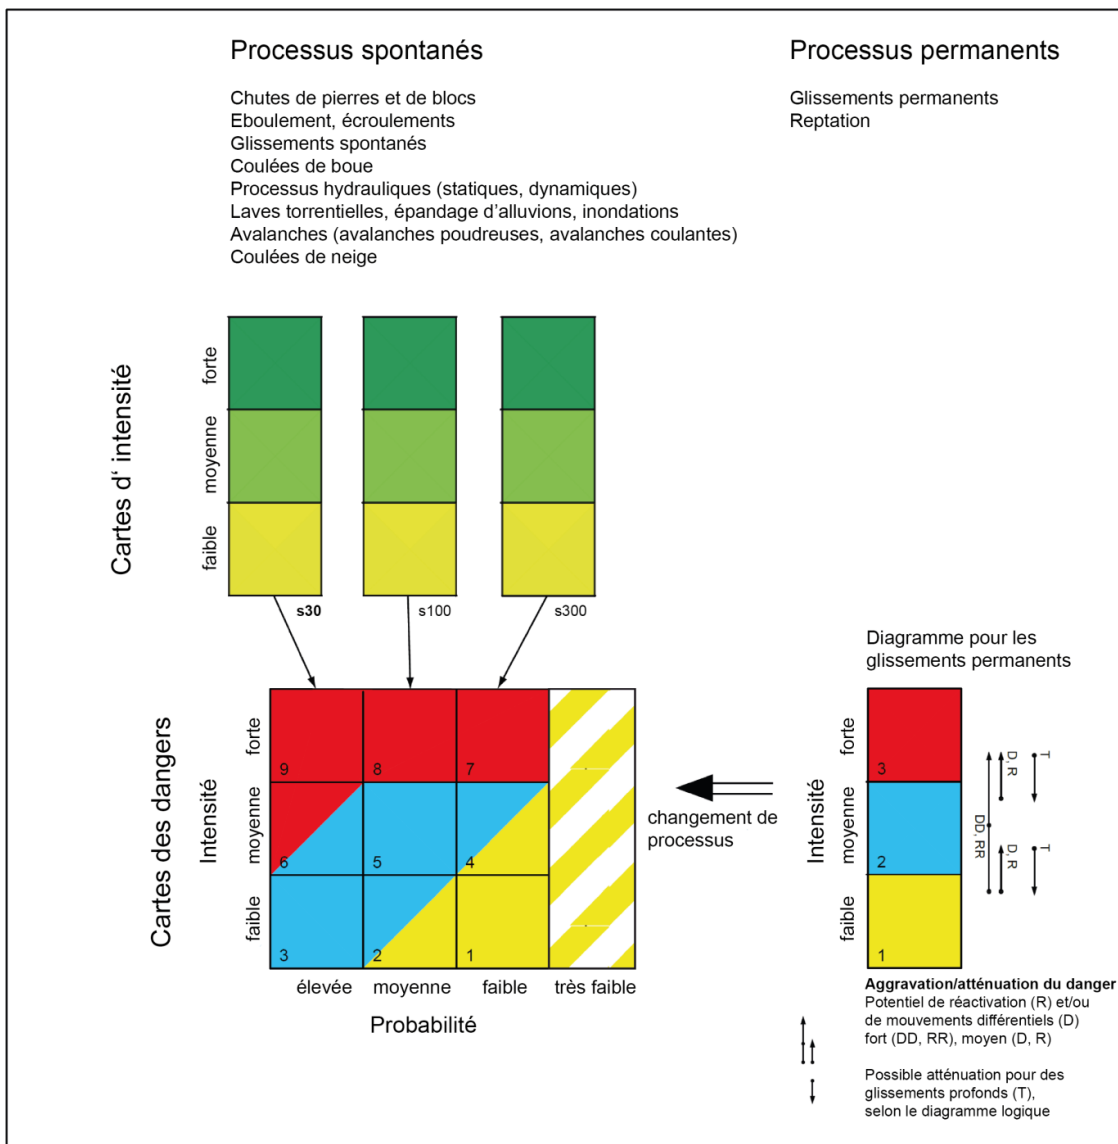 Processus spontanés
Chutes de pierres et de blocs
Eboulement, écroulements
Glissements spontanés
Coulées de boue
Processus hydrauliques (statiques, dynamiques)
Laves torrentielles, épandage d'alluvions, inondations
Avalanches (avalanches poudreuses, avalanches coulantes)
Coulées de neige
Processus permanents
Glissements permanents
Reptation
Cartes d' intensité
forte
moyenne
faible
s30
s100
s300
Cartes des dangers
Intensité
forte
moyenne
faible
9
8
7
6
5
4
3
2
1
élevée
moyenne
faible
très faible
Probabilité
changement de
processus
Diagramme pour les
glissements permanents
Intensité
forte
moyenne
faible
3
2
1
DD, RR
D, R
T
D, R
T
Aggravation/atténuation du danger
Potentiel de réactivation (R) et/ou
de mouvements différentiels (D)
fort (DD, RR), moyen (D, R)
Possible atténuation pour des
glissements profonds (T),
selon le diagramme logique